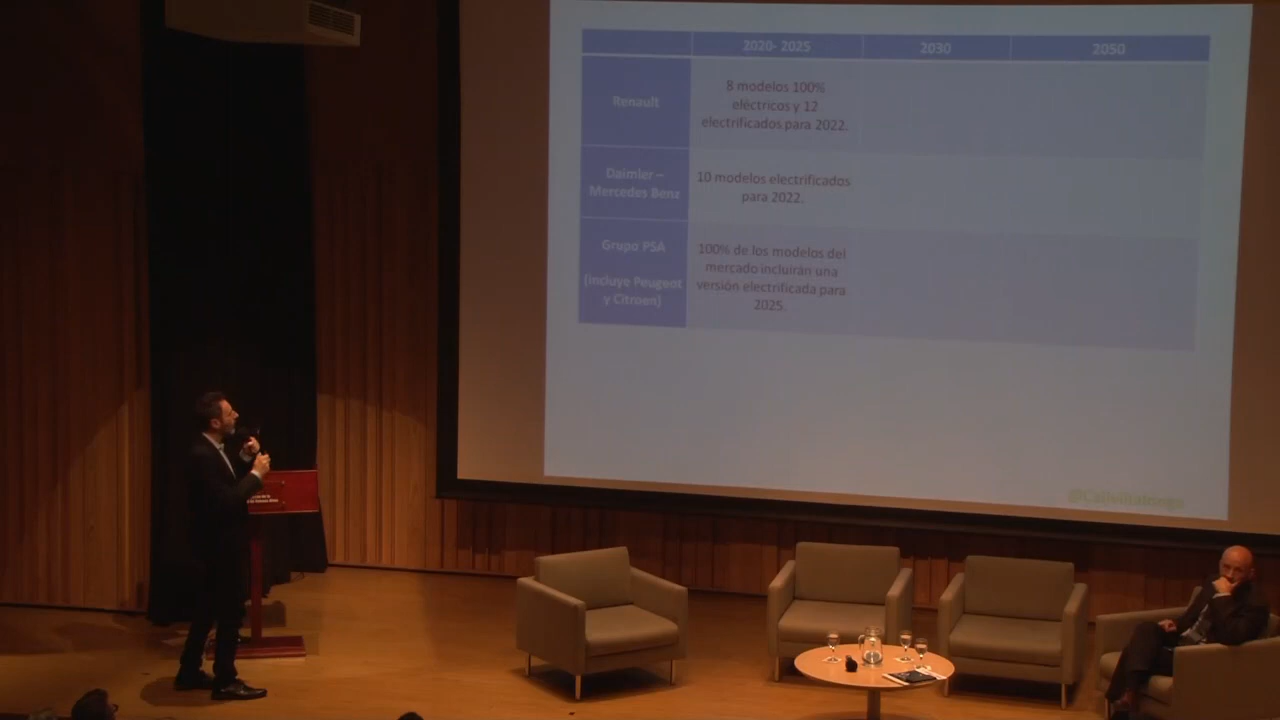 2020- 2025
2030
2050
Renault
8 modelos 100%
eléctricos y 12
electrificados para 2022.
Daimler –
Mercedes Benz
10 modelos electrificados
para 2022.
Grupo PSA
(incluye Peugeot
y Citroen)
100% de los modelos del
mercado incluirán una
versión electrificada para
2025.